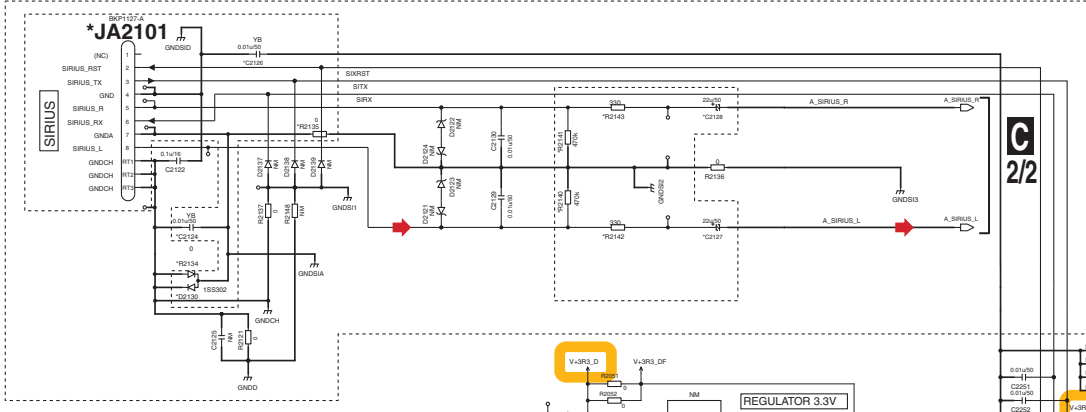 BKP1127-A
*JA2101
SIRIUS
(NC) 1
SIRIUS_RST 2
SIRIUS_TX 3
GND 4
SIRIUS_R 5
SIRIUS_RX 6
GNDA 7
SIRIUS_L 8
GNDCH RT1
GNDCH RT2
GNDCH RT3
GNDSID
YB
0.01u/50
*C2126
SIXRST
SITX
SIRX
0
*R2135
0.1u/16
C2122
D2137 NM
D2138 NM
D2139 NM
R2137 0
R2148 NM
GNDSI1
YB
0.01u/50
*C2124
0
*R2134
1SS302
*D2130
GNDSIA
GNDCH
C2125 NM
R2121 0
GNDD
D2122 NM
D2124 NM
D2123 NM
D2121 NM
C2130 0.01u/50
C2129 0.01u/50
*R2141 470k
*R2140 470k
330
*R2143
330
*R2142
GNDSI2
22u/50
*C2128
0
R2136
22u/50
*C2127
A_SIRIUS_R
A_SIRIUS_R
GNDSI3
A_SIRIUS_L
A_SIRIUS_L
C
2/2
V+3R3_D
V+3R3_DF
R2051
0
R2052
0
NM
REGULATOR 3.3V
0.01u/50
C2251
0.01u/50
C2252
V+3R